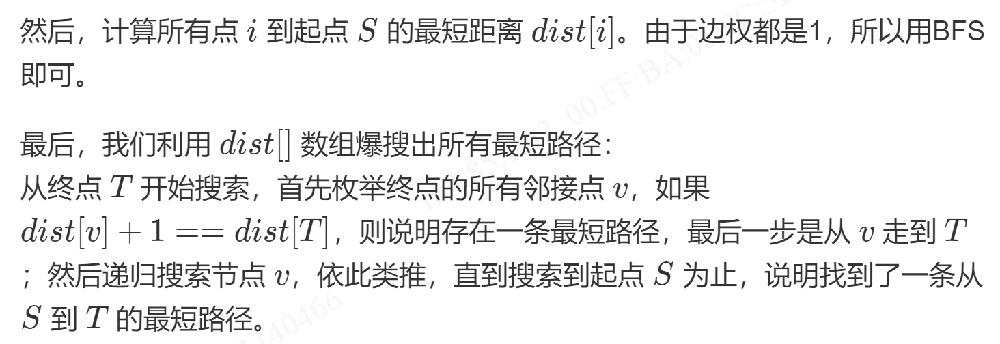 然后，计算所有点 i 到起点 S 的最短距离 dist[i]。由于边权都是1，所以用BFS
即可。
最后，我们利用 dist[] 数组爆搜出所有最短路径：
从终点 T 开始搜索，首先枚举终点的所有邻接点 v，如果
dist[v] + 1 == dist[T]，则说明存在一条最短路径，最后一步是从 v 走到 T
；然后递归搜索节点 v，依此类推，直到搜索到起点 S 为止，说明找到了一条从
S 到 T 的最短路径。